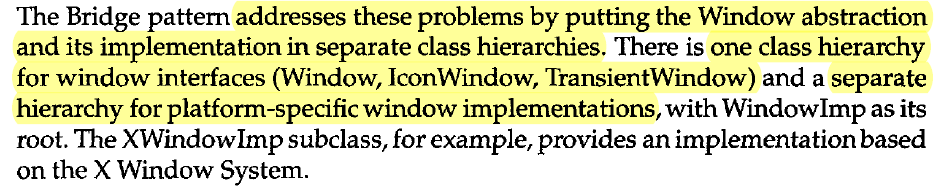 The Bridge pattern addresses these problems by putting the Window abstraction
and its implementation in separate class hierarchies. There is one class hierarchy
for window interfaces (Window, IconWindow, TransientWindow) and a separate
hierarchy for platform-specific window implementations, with WindowImp as its
root. The XWindowImp subclass, for example, provides an implementation based
on the X Window System.